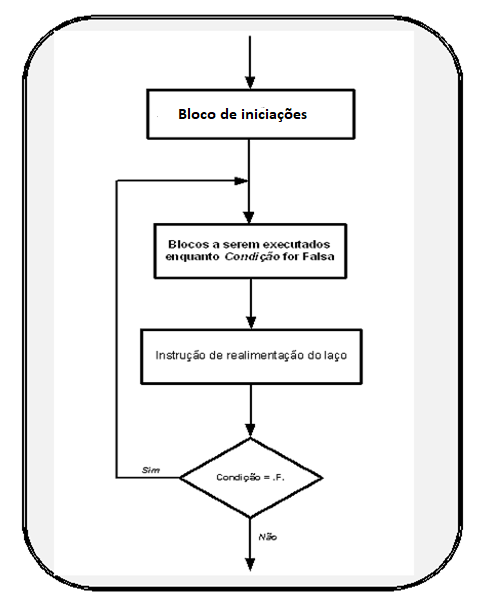 Bloco de iniciações
Blocos a serem executados
enquanto Condição for Falsa
Instrução de realimentação do laço
Sim
Condição = .F.
Não